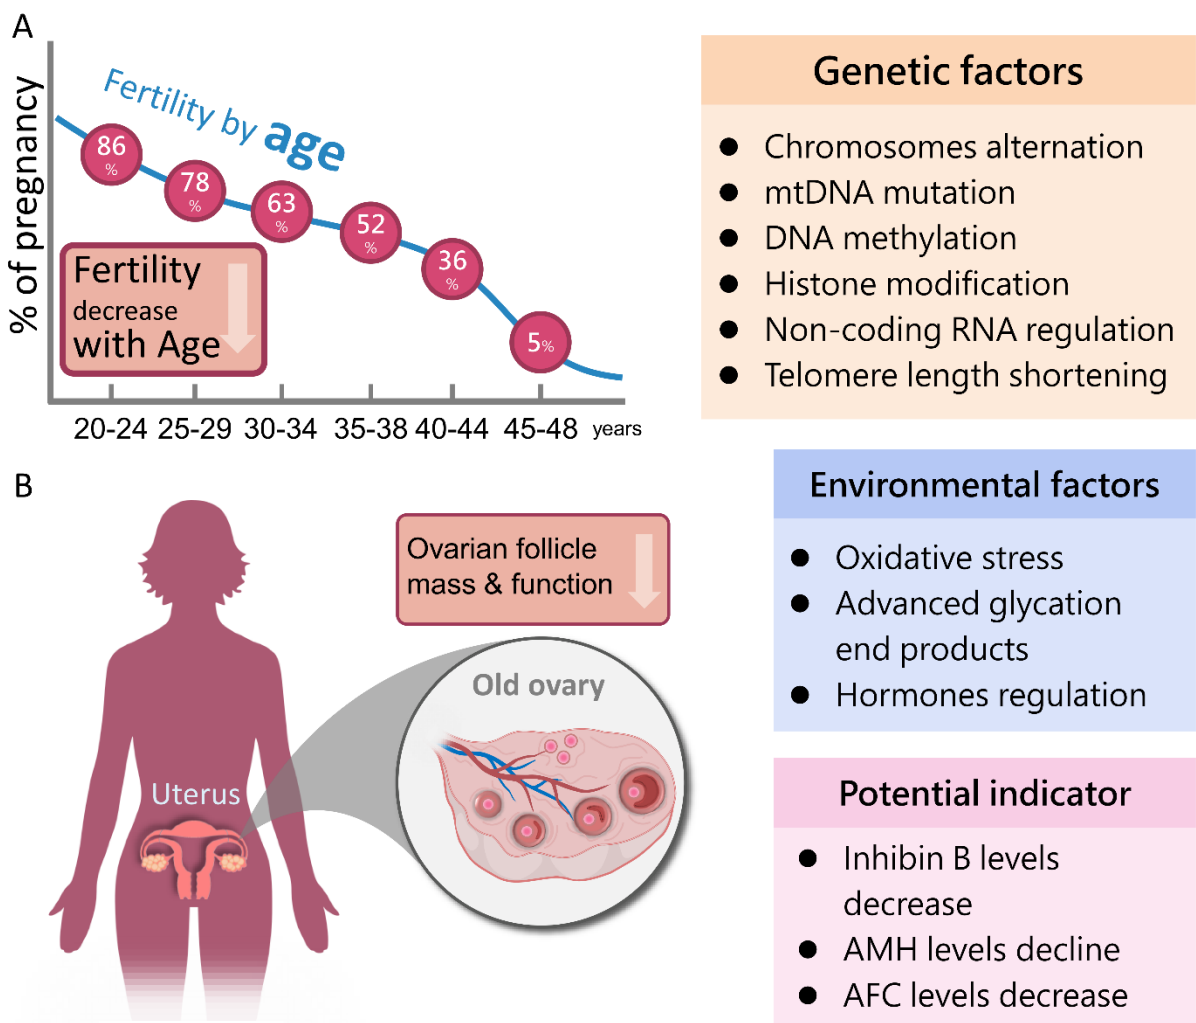 A
% of pregnancy
Fertility by age
86
%
78
%
63
%
52
%
36
%
5%
Fertility
decrease
with Age
20-24 25-29 30-34 35-38 40-44 45-48 years
Genetic factors
● Chromosomes alternation
● mtDNA mutation
● DNA methylation
● Histone modification
● Non-coding RNA regulation
● Telomere length shortening
B
Ovarian follicle
mass & function
Old ovary
Uterus
Environmental factors
● Oxidative stress
● Advanced glycation
end products
● Hormones regulation
Potential indicator
● Inhibin B levels
decrease
● AMH levels decline
● AFC levels decrease